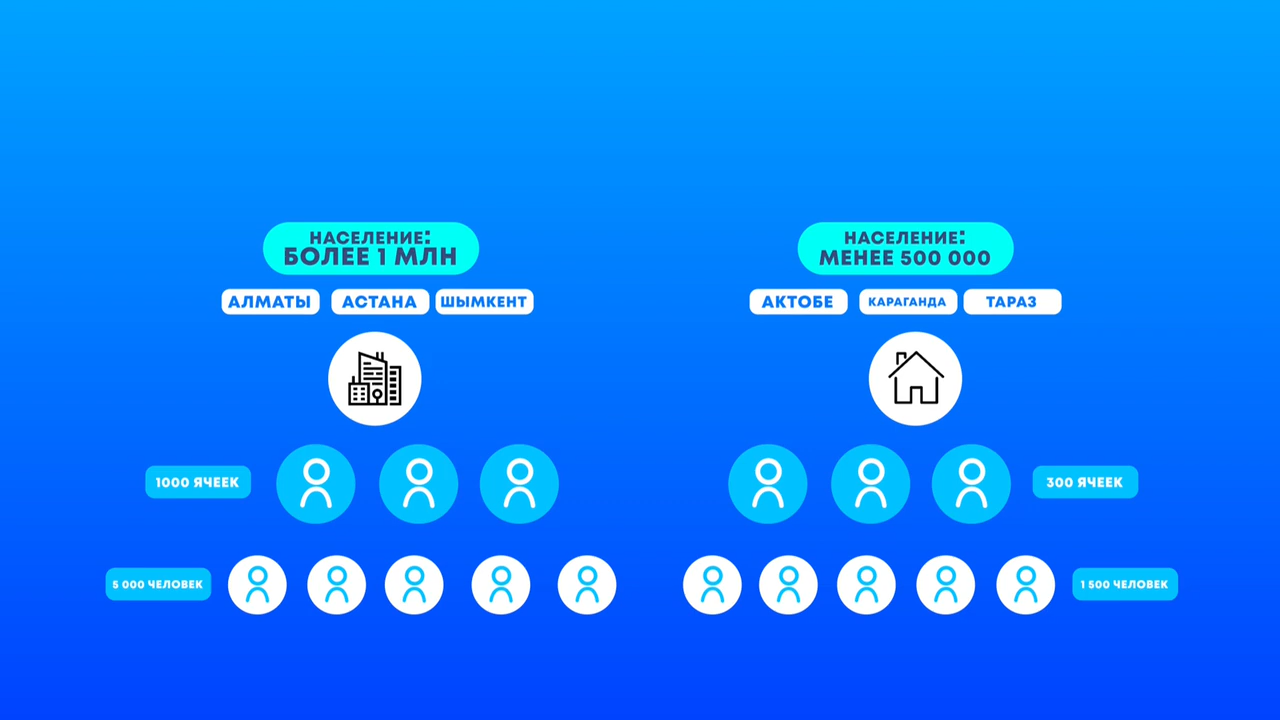 НАСЕЛЕНИЕ:
БОЛЕЕ 1 МЛН
АЛМАТЫ
АСТАНА
ШЫМКЕНТ
1000 ЯЧЕЕК
5 000 ЧЕЛОВЕК
НАСЕЛЕНИЕ:
МЕНЕЕ 500 000
АКТОБЕ
КАРАГАНДА
ТАРАЗ
300 ЯЧЕЕК
1 500 ЧЕЛОВЕК